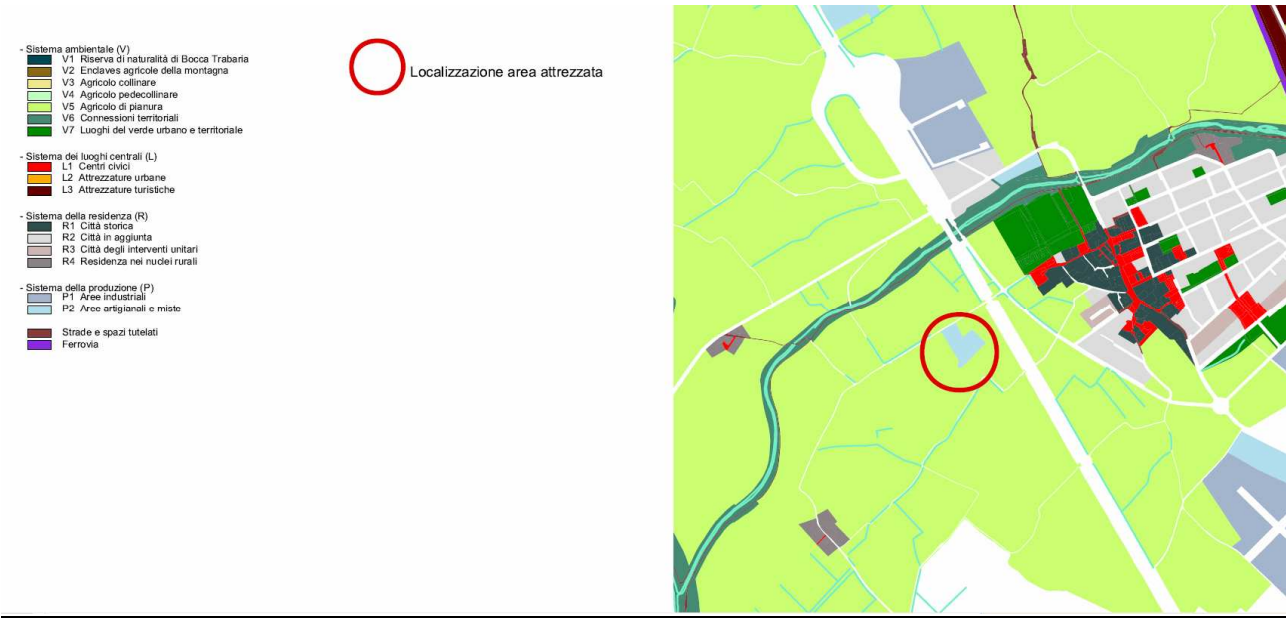 - Sistema ambientale (V)
V1 Riserva di naturalità di Bocca Trabaria
V2 Enclaves agricole della montagna
V3 Agricolo collinare
V4 Agricolo pedecollinare
V5 Agricolo di pianura
V6 Connessioni territoriali
V7 Luoghi del verde urbano e territoriale
- Sistema dei luoghi centrali (L)
L1 Centri civici
L2 Attrezzature urbane
L3 Attrezzature turistiche
- Sistema della residenza (R)
R1 Città storica
R2 Città in aggiunta
R3 Città degli interventi unitari
R4 Residenza nei nuclei rurali
- Sistema della produzione (P)
P1 Aree industriali
P2 Aree artigianali e miste
Strade e spazi tutelati
Ferrovia
Localizzazione area attrezzata